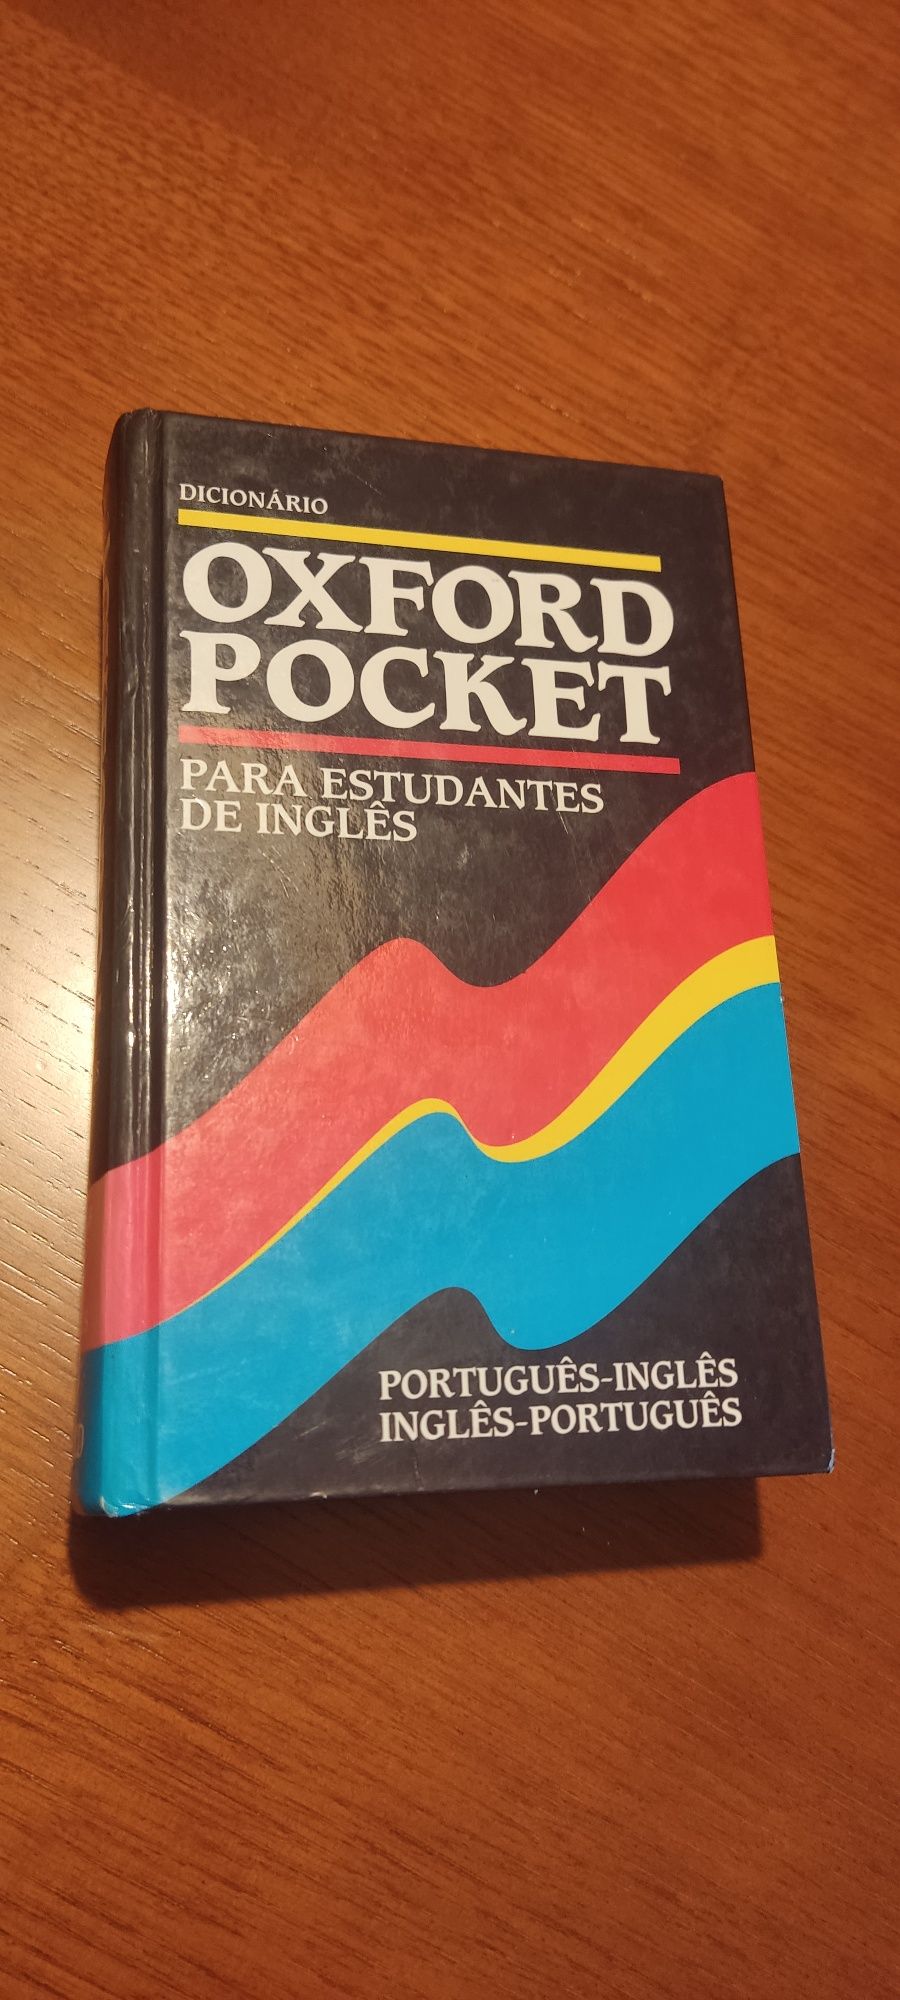 DICIONÁRIO
OXFORD
POCKET
PARA ESTUDANTES
DE INGLÊS
PORTUGUÊS-INGLÊS
INGLÊS-PORTUGUÊS